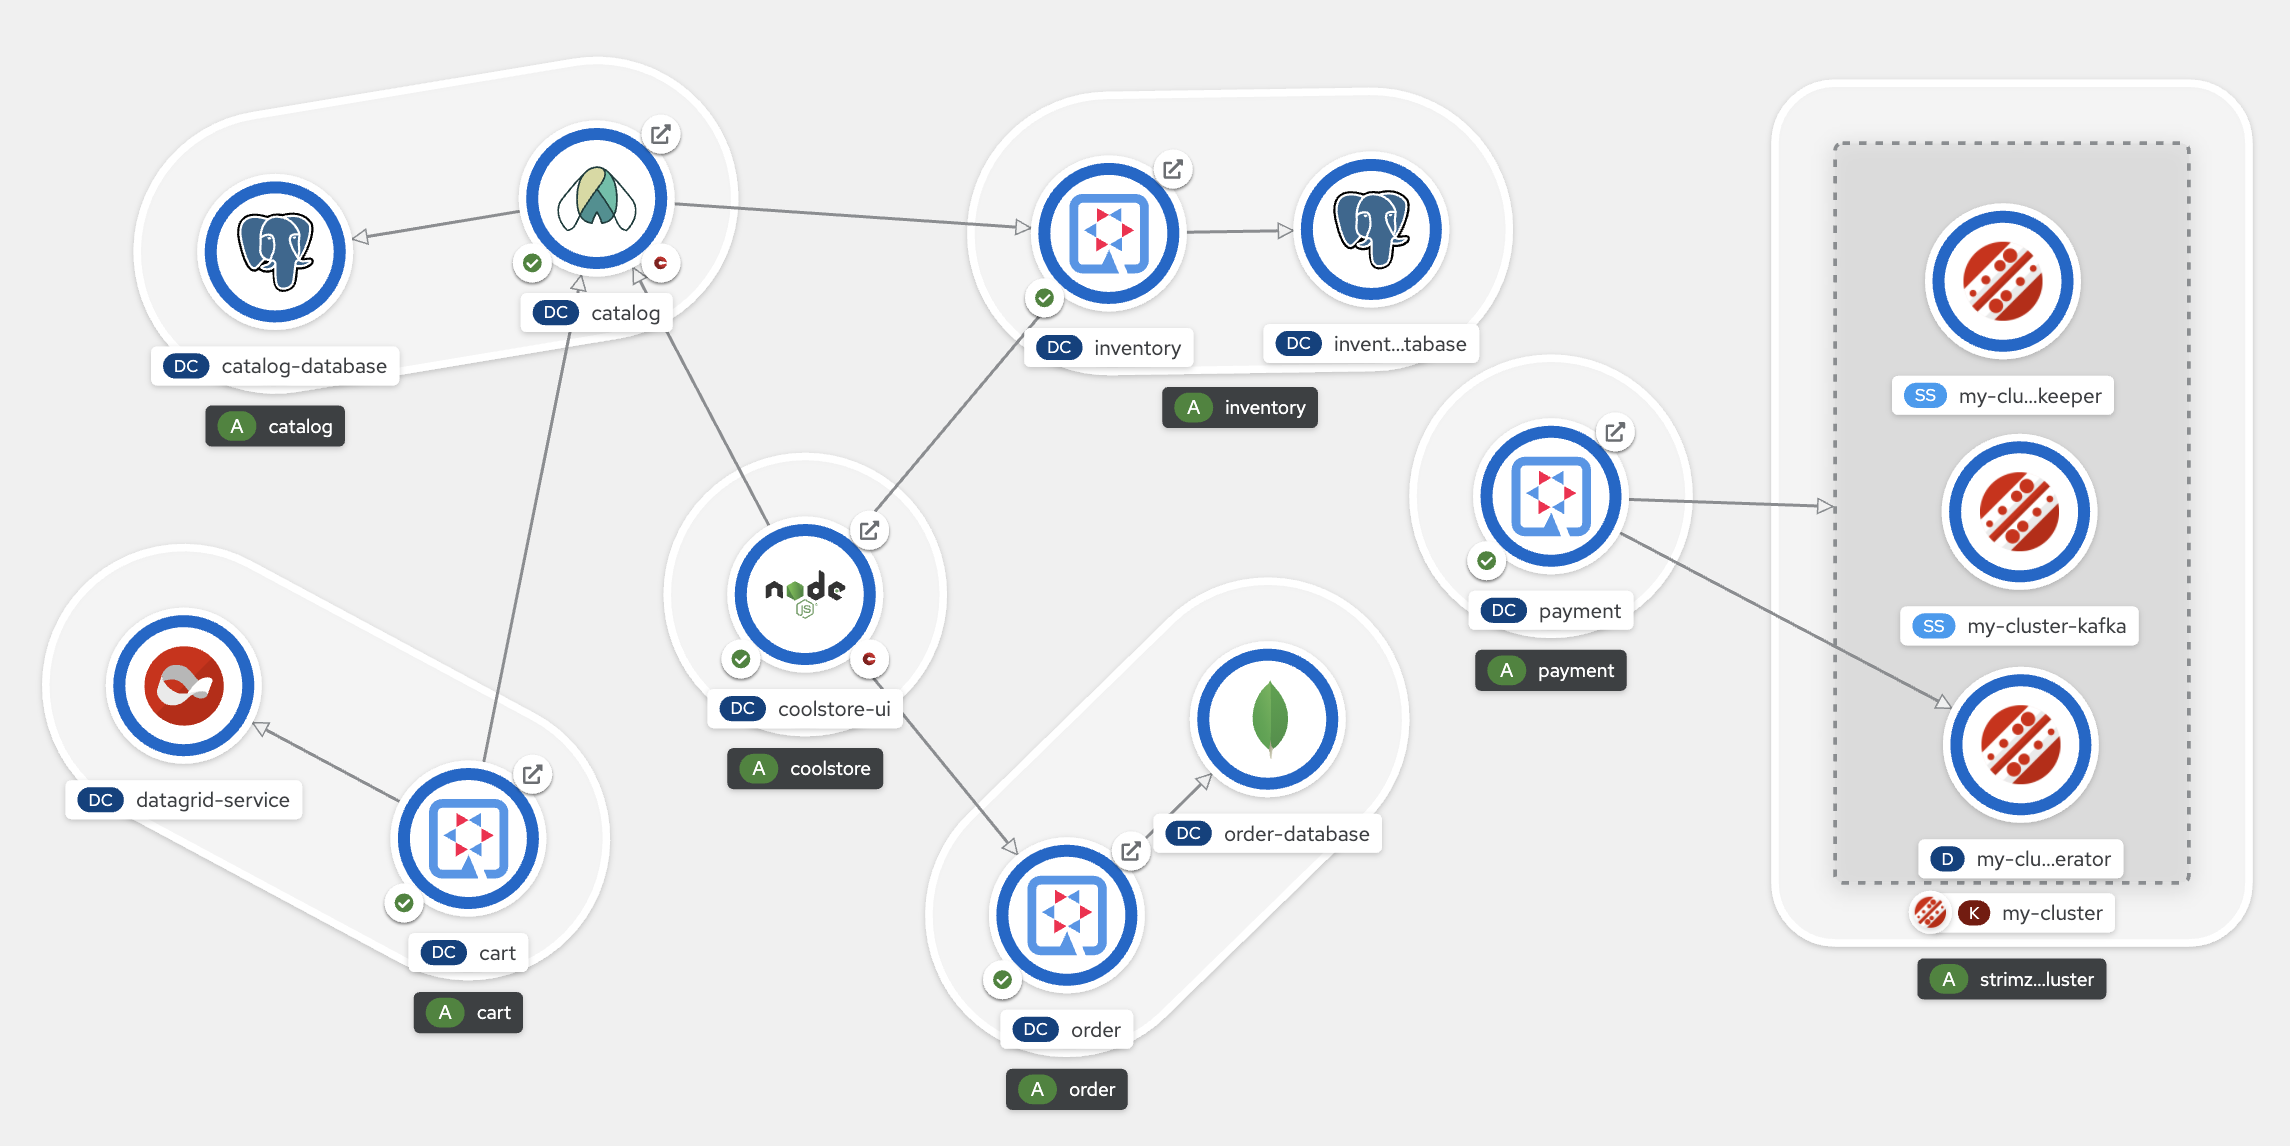 DC catalog
DC catalog-database
A catalog
DC inventory
DC invent...tabase
A inventory
SS my-clu...keeper
node
JS
DC coolstore-ui
A coolstore
DC payment
A payment
SS my-cluster-kafka
DC datagrid-service
DC cart
A cart
DC order-database
DC order
A order
D my-clu...erator
K my-cluster
A strimz...luster